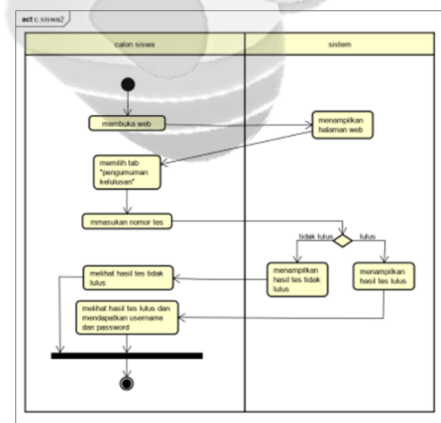 act c.siswa2
calon siswa
sistem
membuka web
menampilkan
halaman web
memilih tab
"pengumuman
kelulusan"
mmasukan nomor tes
tidak lulus
lulus
melihat hasil tes tidak
lulus
menampilkan
hasil tes tidak
lulus
menampilkan
hasil tes lulus
melihat hasil tes lulus dan
mendapatkan username
dan password